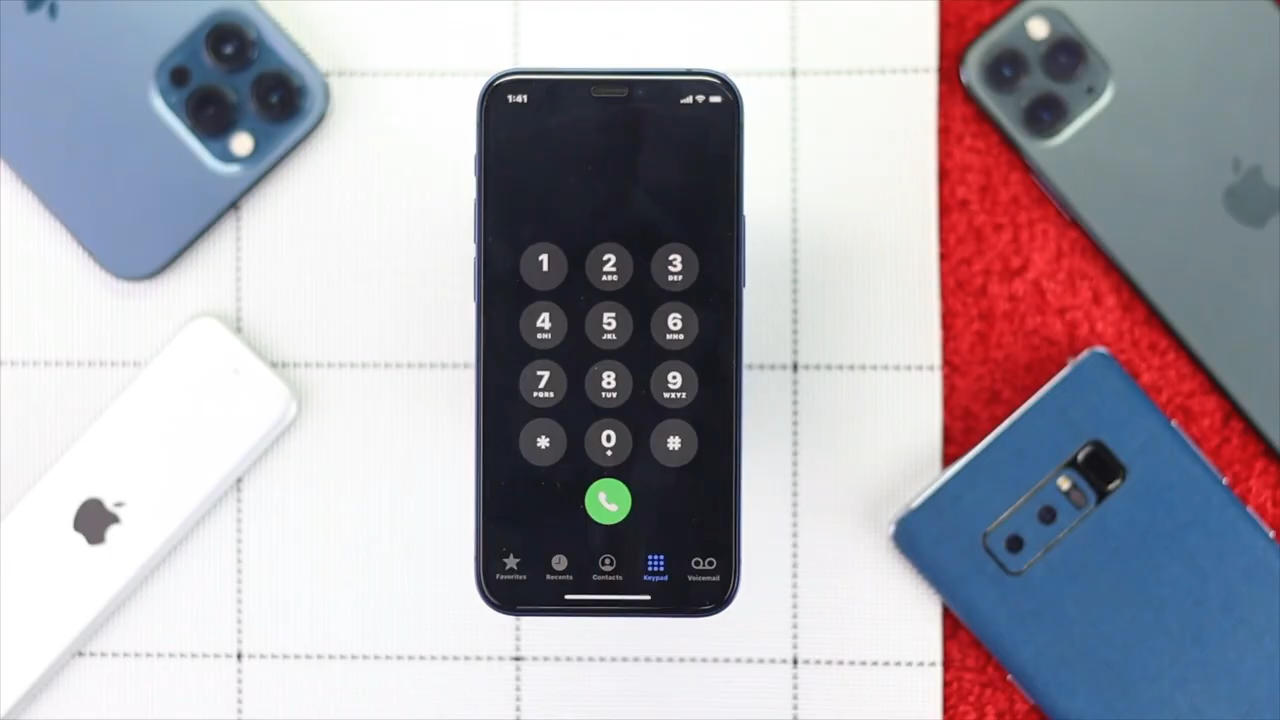 1:41
1 2 3
ABC DEF
4 5 6
GHI JKL MNO
7 8 9
PQRS TUV WXYZ
* 0 #
+
Favorites Recents Contacts Keypad Voicemail